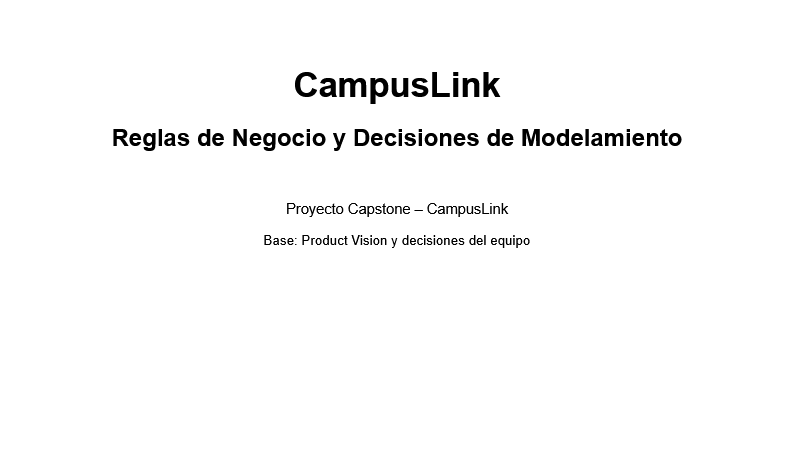 CampusLink
Reglas de Negocio y Decisiones de Modelamiento
Proyecto Capstone – CampusLink
Base: Product Vision y decisiones del equipo